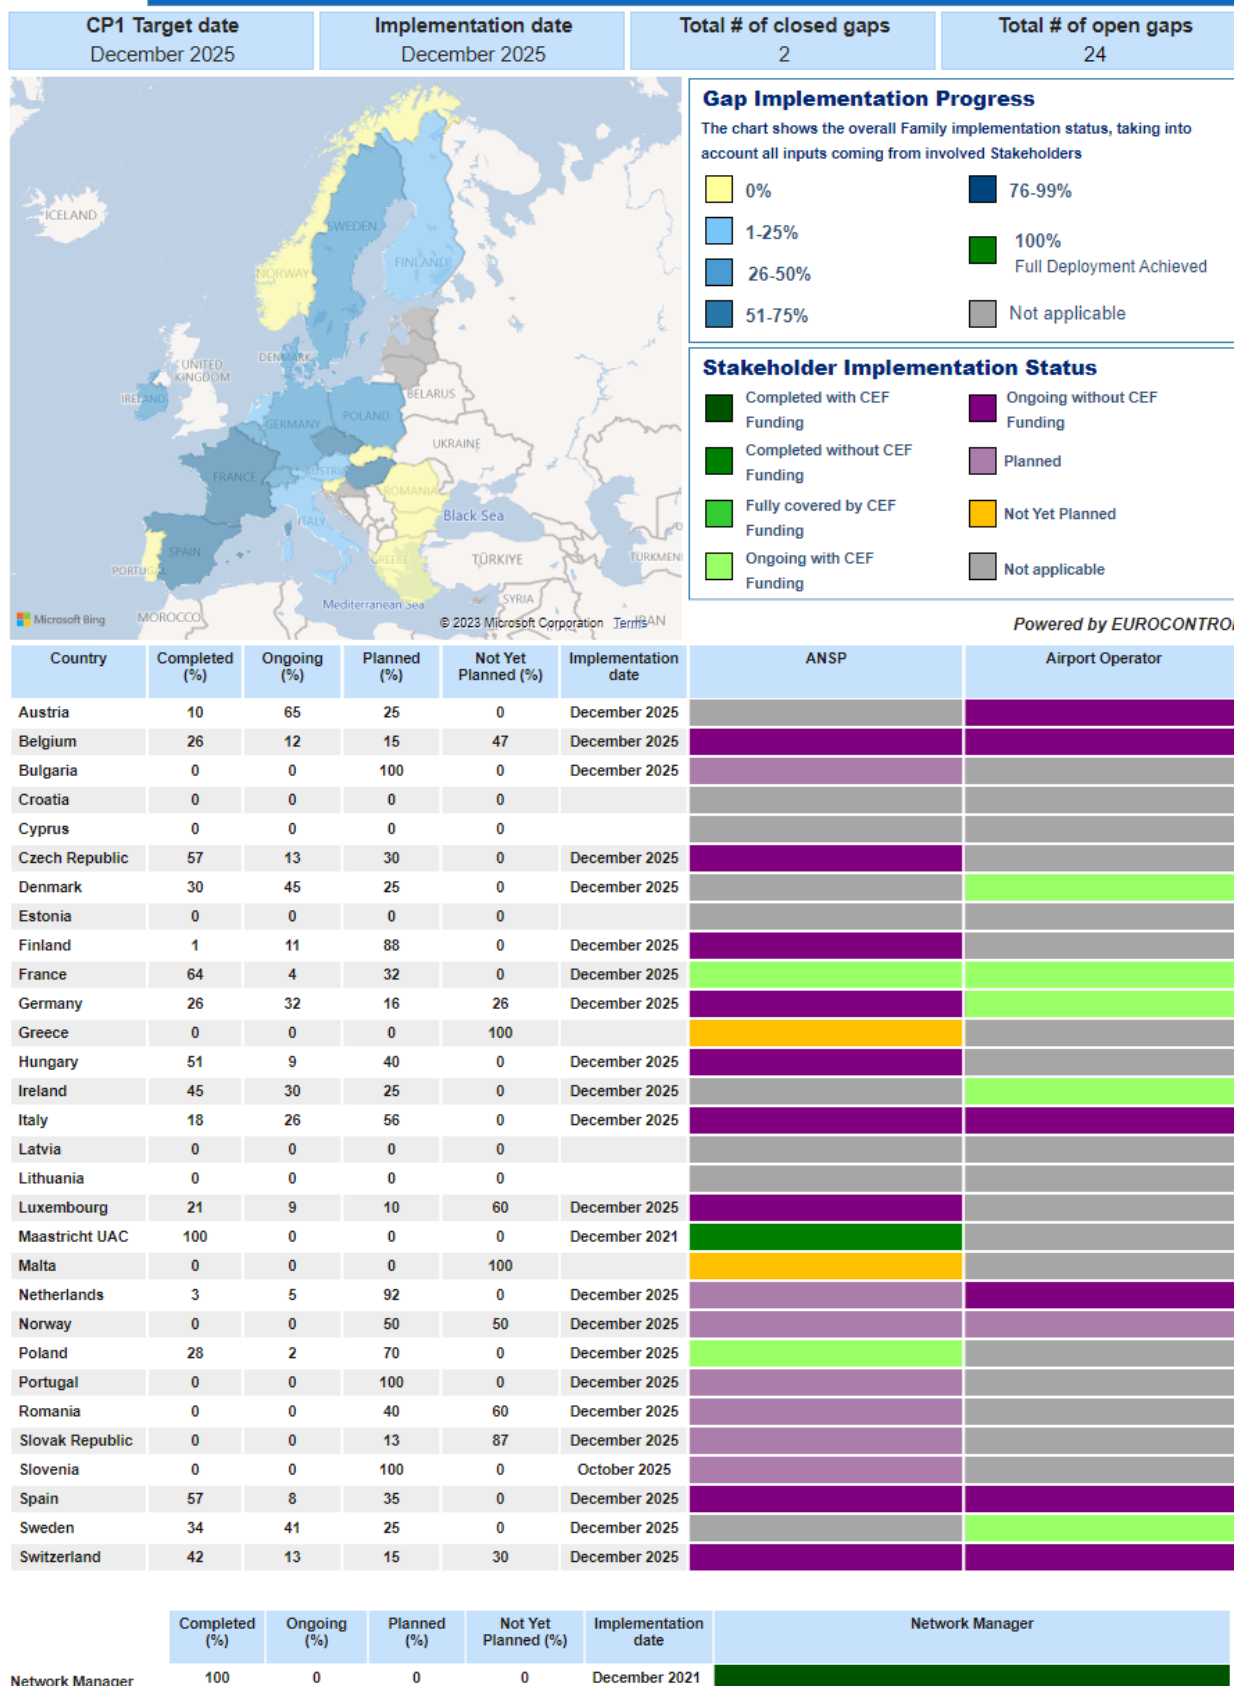 CP1 Target date
December 2025
Implementation date
December 2025
Total # of closed gaps
2
Total # of open gaps
24
ICELAND
SWEDEN
FINLAND
NORWAY
DENMARK
UNITED
KINGDOM
IRELAND
BELARUS
POLAND
GERMANY
UKRAINE
AUSTRIA
FRANCE
ROMANIA
ITALY
Black Sea
SPAIN
PORTUGAL
GREECE
TÜRKIYE
TURKMENI
SYRIA
Mediterranean Sea
MOROCCO
IRAN
Microsoft Bing
© 2023 Microsoft Corporation Terms
Gap Implementation Progress
The chart shows the overall Family implementation status, taking into
account all inputs coming from involved Stakeholders
0%
1-25%
26-50%
51-75%
76-99%
100%
Full Deployment Achieved
Not applicable
Stakeholder Implementation Status
Completed with CEF
Funding
Completed without CEF
Funding
Fully covered by CEF
Funding
Ongoing with CEF
Funding
Ongoing without CEF
Funding
Planned
Not Yet Planned
Not applicable
Powered by EUROCONTROL
Country Completed (%) Ongoing (%) Planned (%) Not Yet Planned (%) Implementation date ANSP Airport Operator
Austria 10 65 25 0 December 2025
Belgium 26 12 15 47 December 2025
Bulgaria 0 0 100 0 December 2025
Croatia 0 0 0 0
Cyprus 0 0 0 0
Czech Republic 57 13 30 0 December 2025
Denmark 30 45 25 0 December 2025
Estonia 0 0 0 0
Finland 1 11 88 0 December 2025
France 64 4 32 0 December 2025
Germany 26 32 16 26 December 2025
Greece 0 0 0 100
Hungary 51 9 40 0 December 2025
Ireland 45 30 25 0 December 2025
Italy 18 26 56 0 December 2025
Latvia 0 0 0 0
Lithuania 0 0 0 0
Luxembourg 21 9 10 60 December 2025
Maastricht UAC 100 0 0 0 December 2021
Malta 0 0 0 100
Netherlands 3 5 92 0 December 2025
Norway 0 0 50 50 December 2025
Poland 28 2 70 0 December 2025
Portugal 0 0 100 0 December 2025
Romania 0 0 40 60 December 2025
Slovak Republic 0 0 13 87 December 2025
Slovenia 0 0 100 0 October 2025
Spain 57 8 35 0 December 2025
Sweden 34 41 25 0 December 2025
Switzerland 42 13 15 30 December 2025
Completed (%) Ongoing (%) Planned (%) Not Yet Planned (%) Implementation date Network Manager
Network Manager 100 0 0 0 December 2021